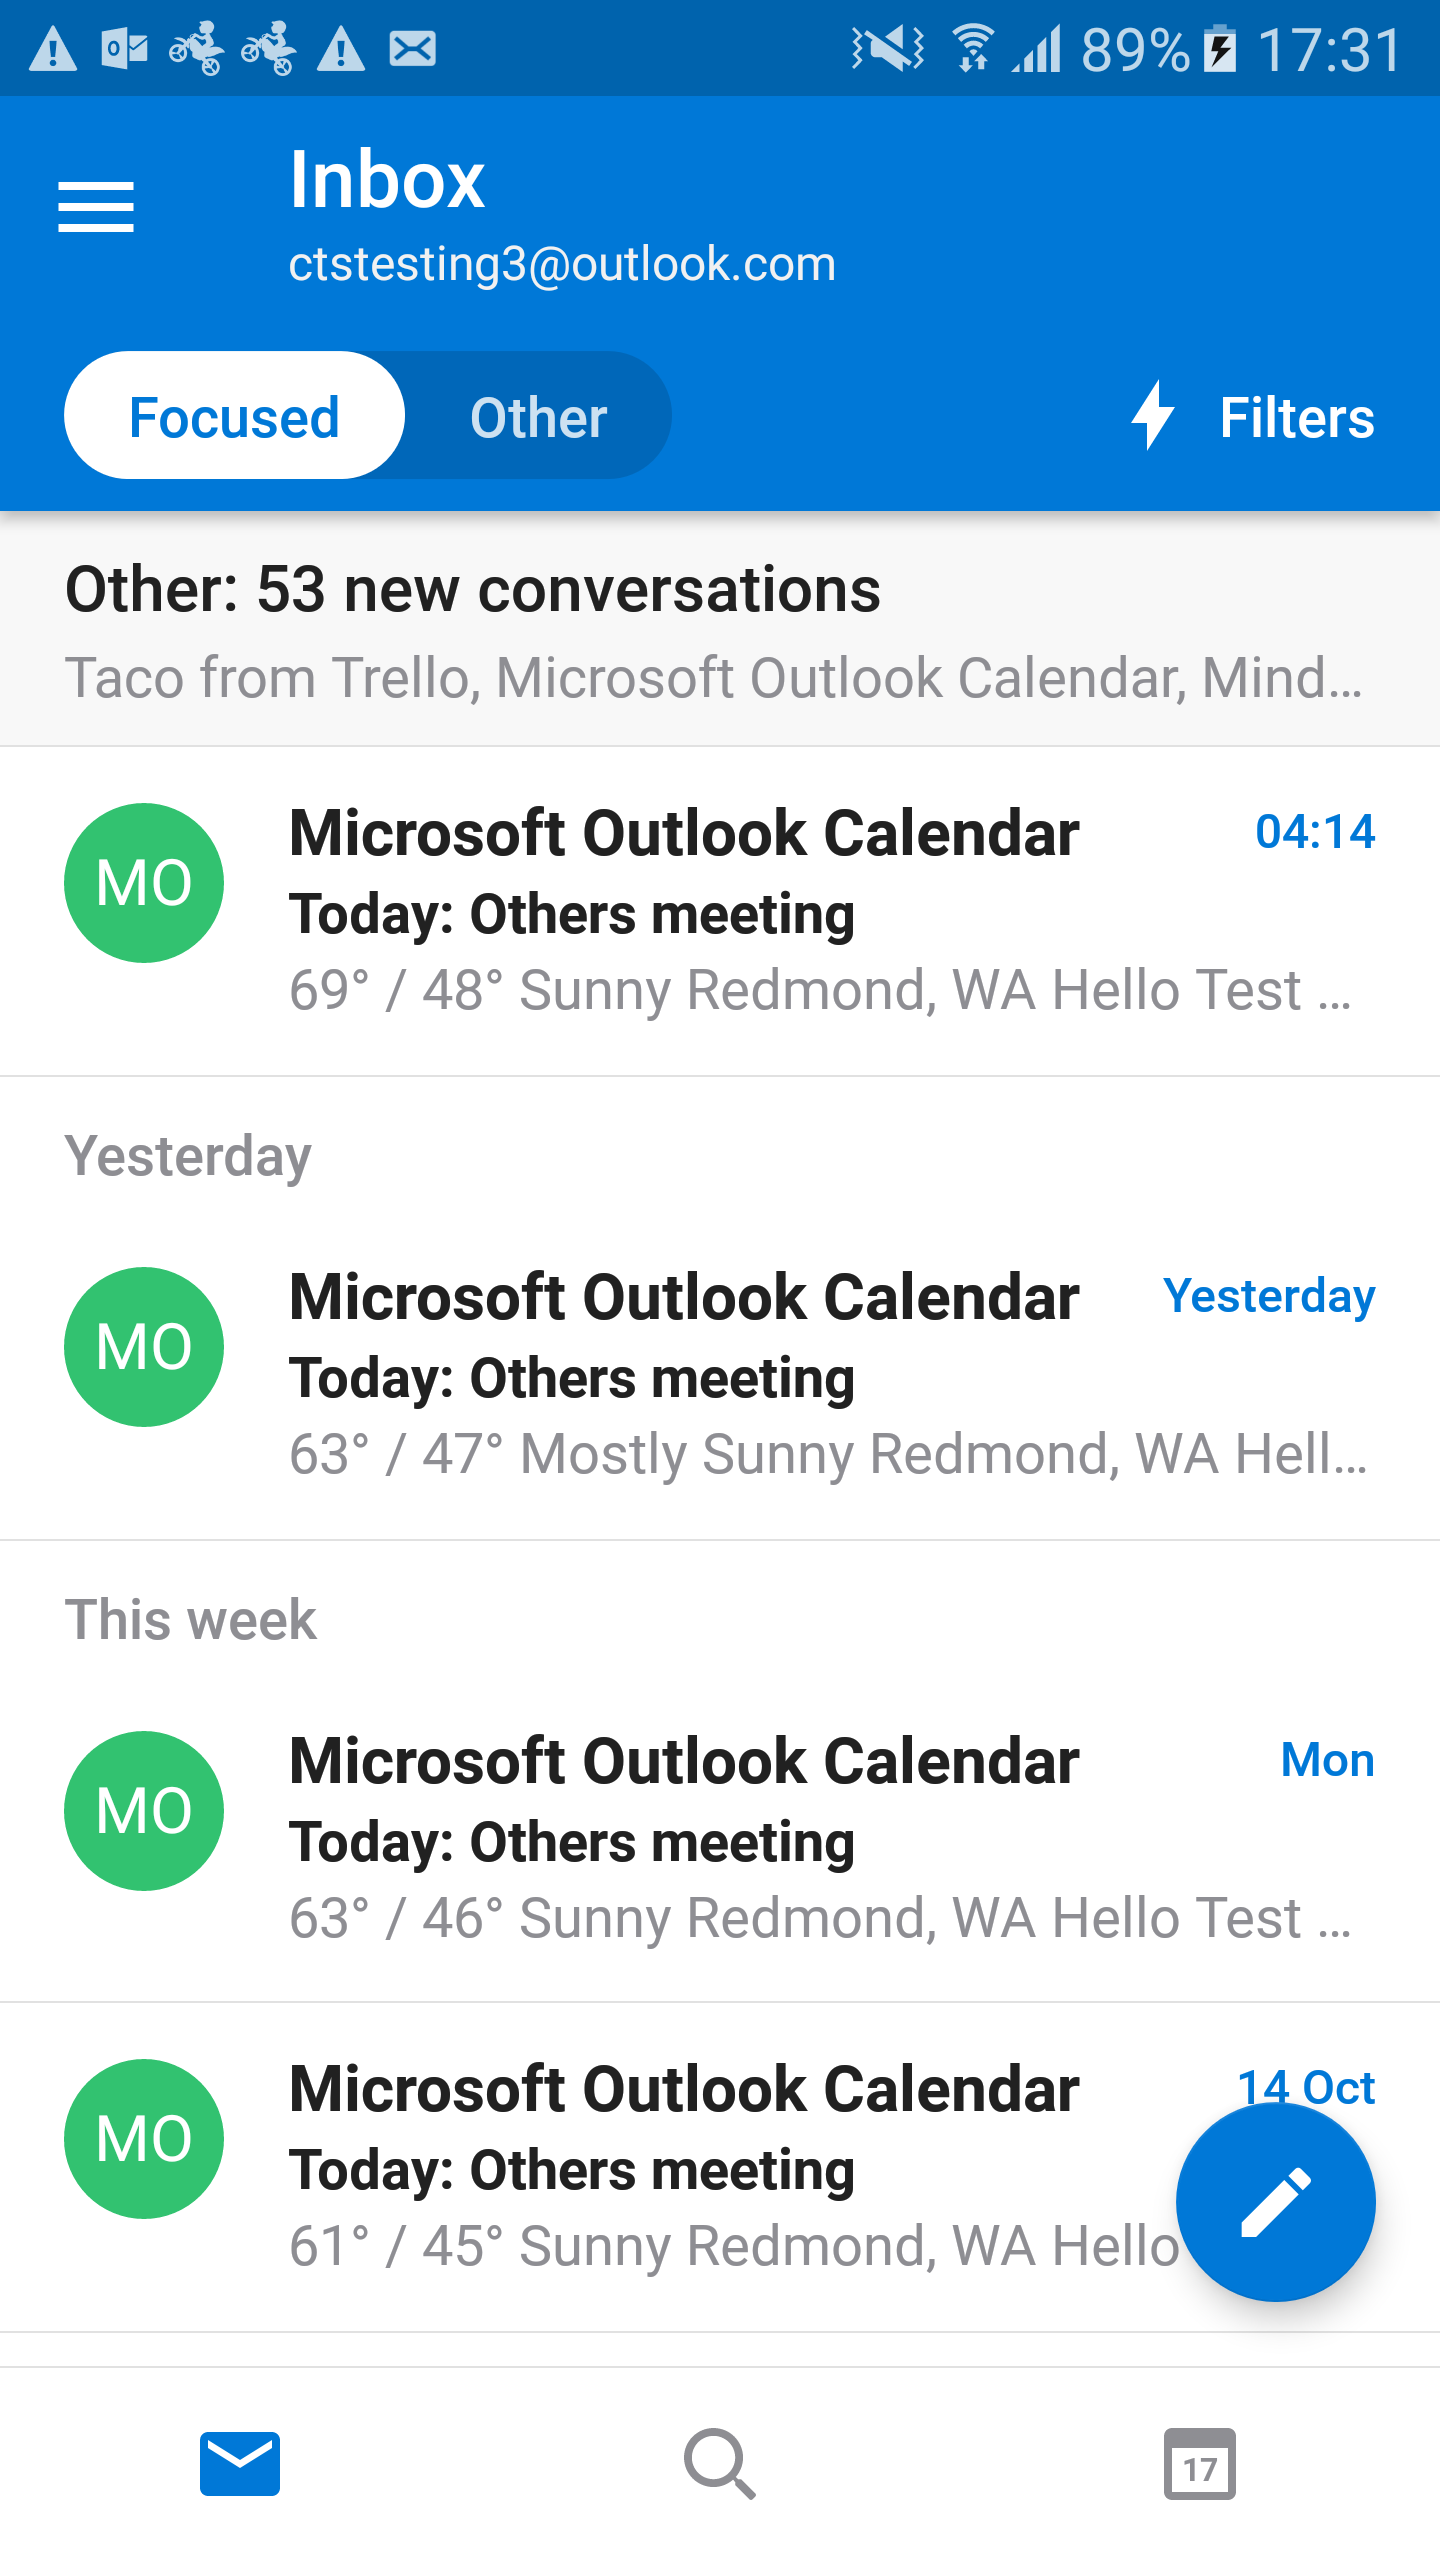 89% 17:31
Inbox
ctstesting3@outlook.com
Focused Other Filters
Other: 53 new conversations
Taco from Trello, Microsoft Outlook Calendar, Mind...
MO Microsoft Outlook Calendar 04:14
Today: Others meeting
69° / 48° Sunny Redmond, WA Hello Test ...
Yesterday
MO Microsoft Outlook Calendar Yesterday
Today: Others meeting
63° / 47° Mostly Sunny Redmond, WA Hell...
This week
MO Microsoft Outlook Calendar Mon
Today: Others meeting
63° / 46° Sunny Redmond, WA Hello Test ...
MO Microsoft Outlook Calendar 14 Oct
Today: Others meeting
61° / 45° Sunny Redmond, WA Hello
17